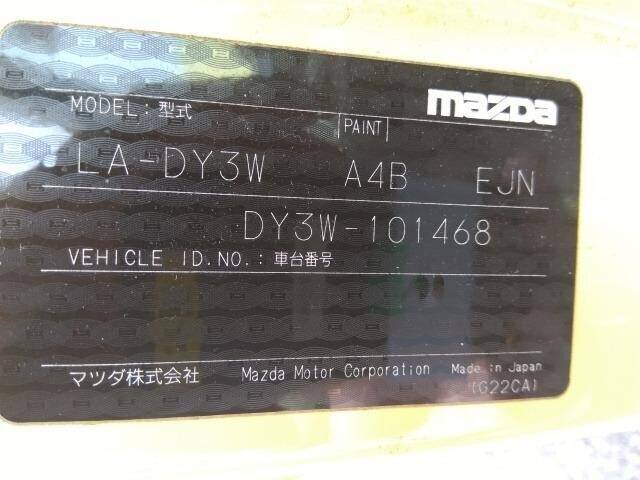 mazda
MODEL: 型式
PAINT
LA-DY3W A4B EJN
DY3W-101468
VEHICLE ID.NO.: 車台番号
マツダ株式会社 Mazda Motor Corporation Made in Japan
(G22CA)